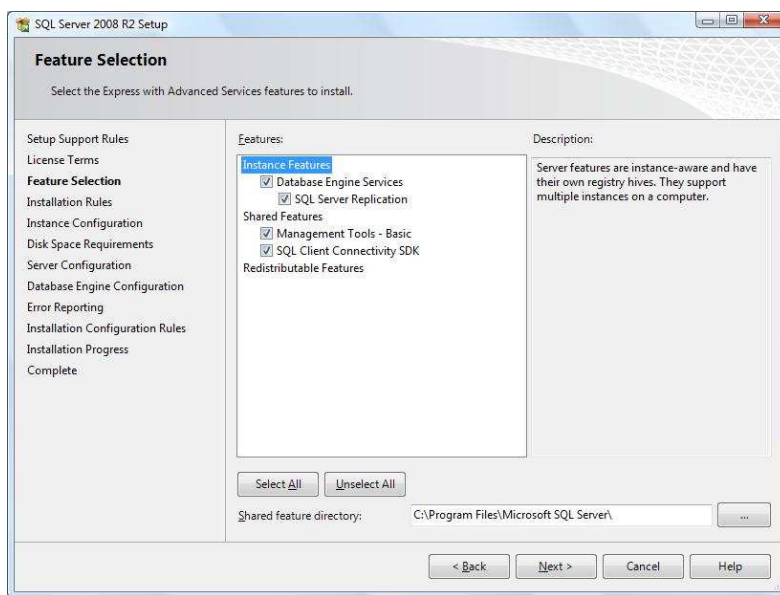 SQL Server 2008 R2 Setup
Feature Selection
Select the Express with Advanced Services features to install.
Setup Support Rules
License Terms
Feature Selection
Installation Rules
Instance Configuration
Disk Space Requirements
Server Configuration
Database Engine Configuration
Error Reporting
Installation Configuration Rules
Installation Progress
Complete
Features:
Instance Features
Database Engine Services
SQL Server Replication
Shared Features
Management Tools - Basic
SQL Client Connectivity SDK
Redistributable Features
Description:
Server features are instance-aware and have
their own registry hives. They support
multiple instances on a computer.
Select All
Unselect All
Shared feature directory:
C:\Program Files\Microsoft SQL Server\
...
< Back
Next >
Cancel
Help